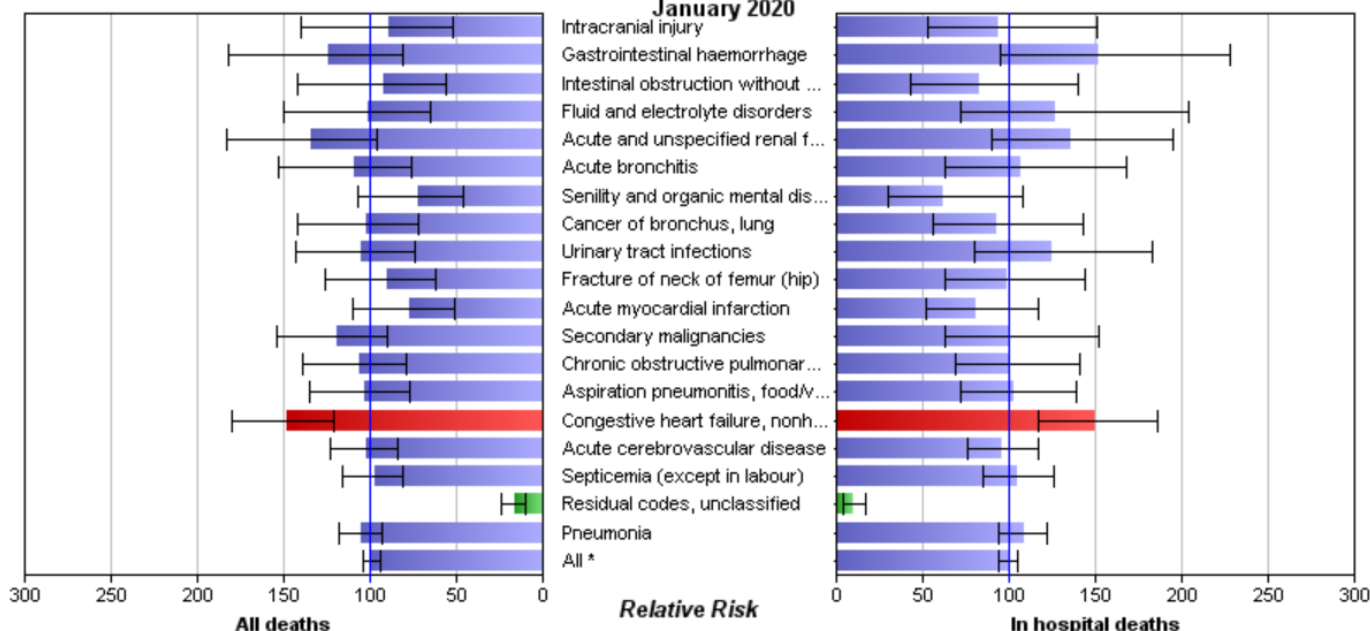 January 2020
Intracranial injury
Gastrointestinal haemorrhage
Intestinal obstruction without ...
Fluid and electrolyte disorders
Acute and unspecified renal f...
Acute bronchitis
Senility and organic mental dis...
Cancer of bronchus, lung
Urinary tract infections
Fracture of neck of femur (hip)
Acute myocardial infarction
Secondary malignancies
Chronic obstructive pulmonar...
Aspiration pneumonitis, food/v...
Congestive heart failure, nonh...
Acute cerebrovascular disease
Septicemia (except in labour)
Residual codes, unclassified
Pneumonia
All *
300 250 200 150 100 50 0 0 50 100 150 200 250 300
Relative Risk
All deaths In hospital deaths